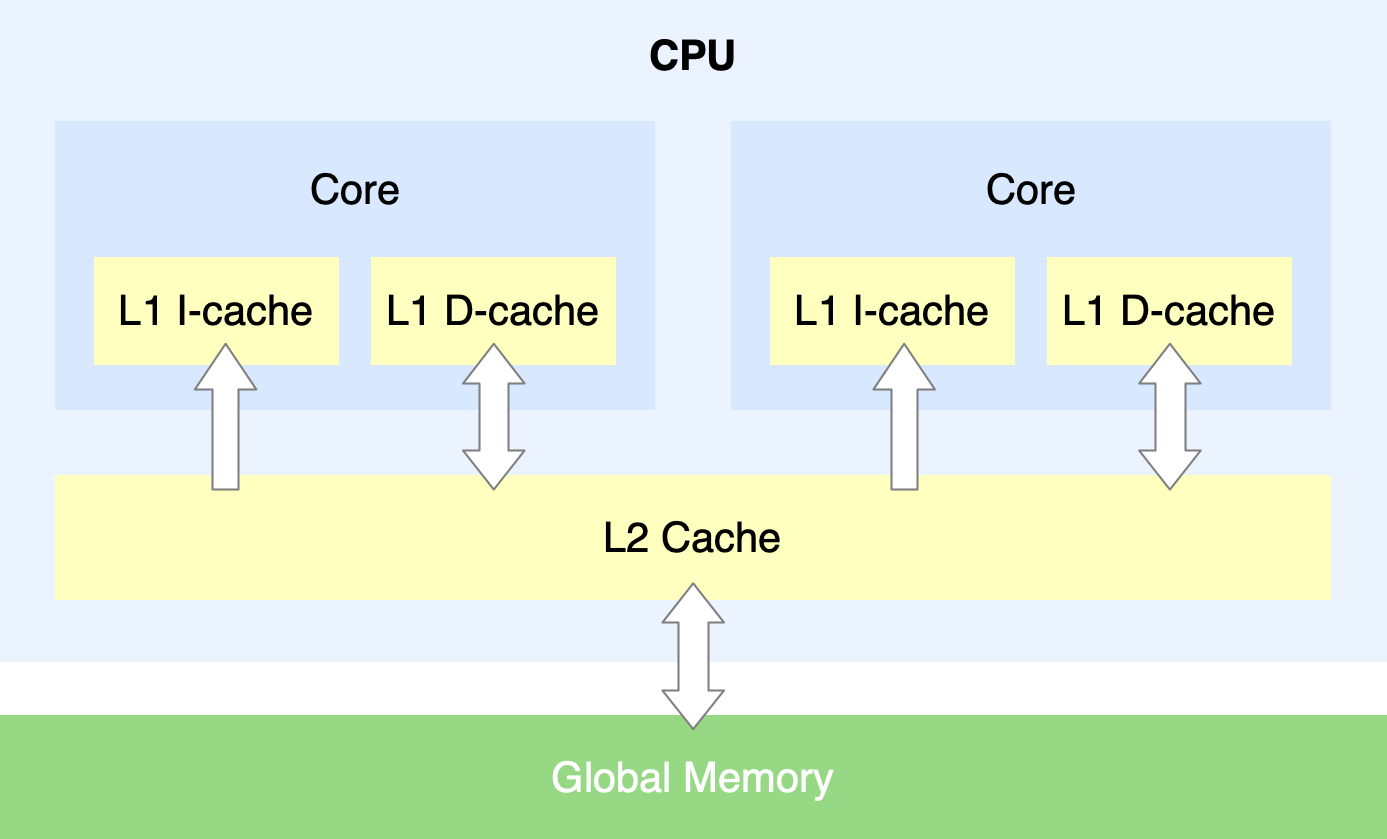 CPU
Core
Core
L1 I-cache
L1 D-cache
L1 I-cache
L1 D-cache
L2 Cache
Global Memory